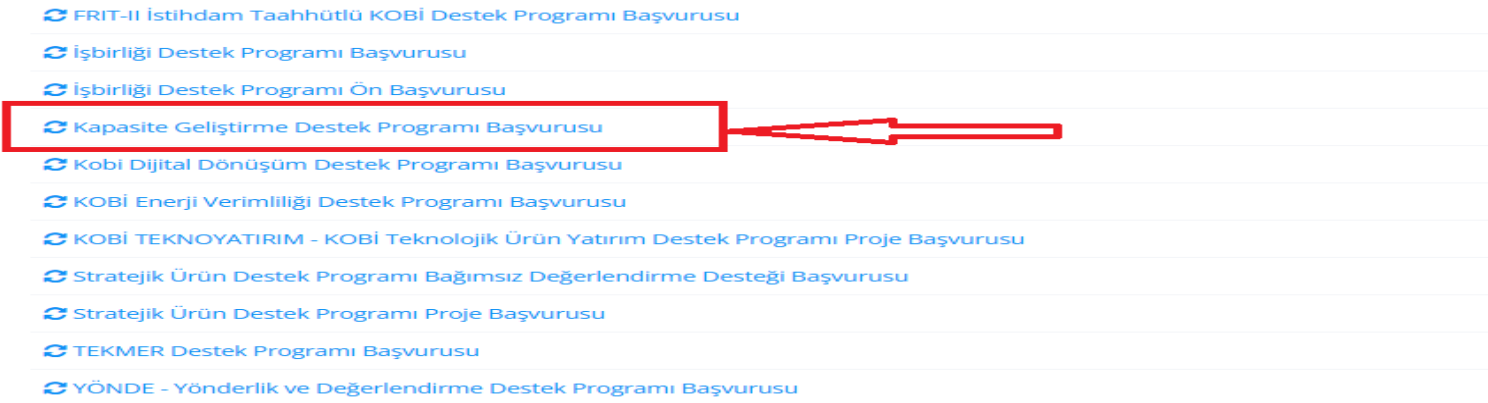 FRIT-II İstihdam Taahhütlü KOBİ Destek Programı Başvurusu
İşbirliği Destek Programı Başvurusu
İşbirliği Destek Programı Ön Başvurusu
Kapasite Geliştirme Destek Programı Başvurusu
Kobi Dijital Dönüşüm Destek Programı Başvurusu
KOBİ Enerji Verimliliği Destek Programı Başvurusu
KOBİ TEKNOYATIRIM - KOBİ Teknolojik Ürün Yatırım Destek Programı Proje Başvurusu
Stratejik Ürün Destek Programı Bağımsız Değerlendirme Desteği Başvurusu
Stratejik Ürün Destek Programı Proje Başvurusu
TEKMER Destek Programı Başvurusu
YÖNDE - Yönderlik ve Değerlendirme Destek Programı Başvurusu